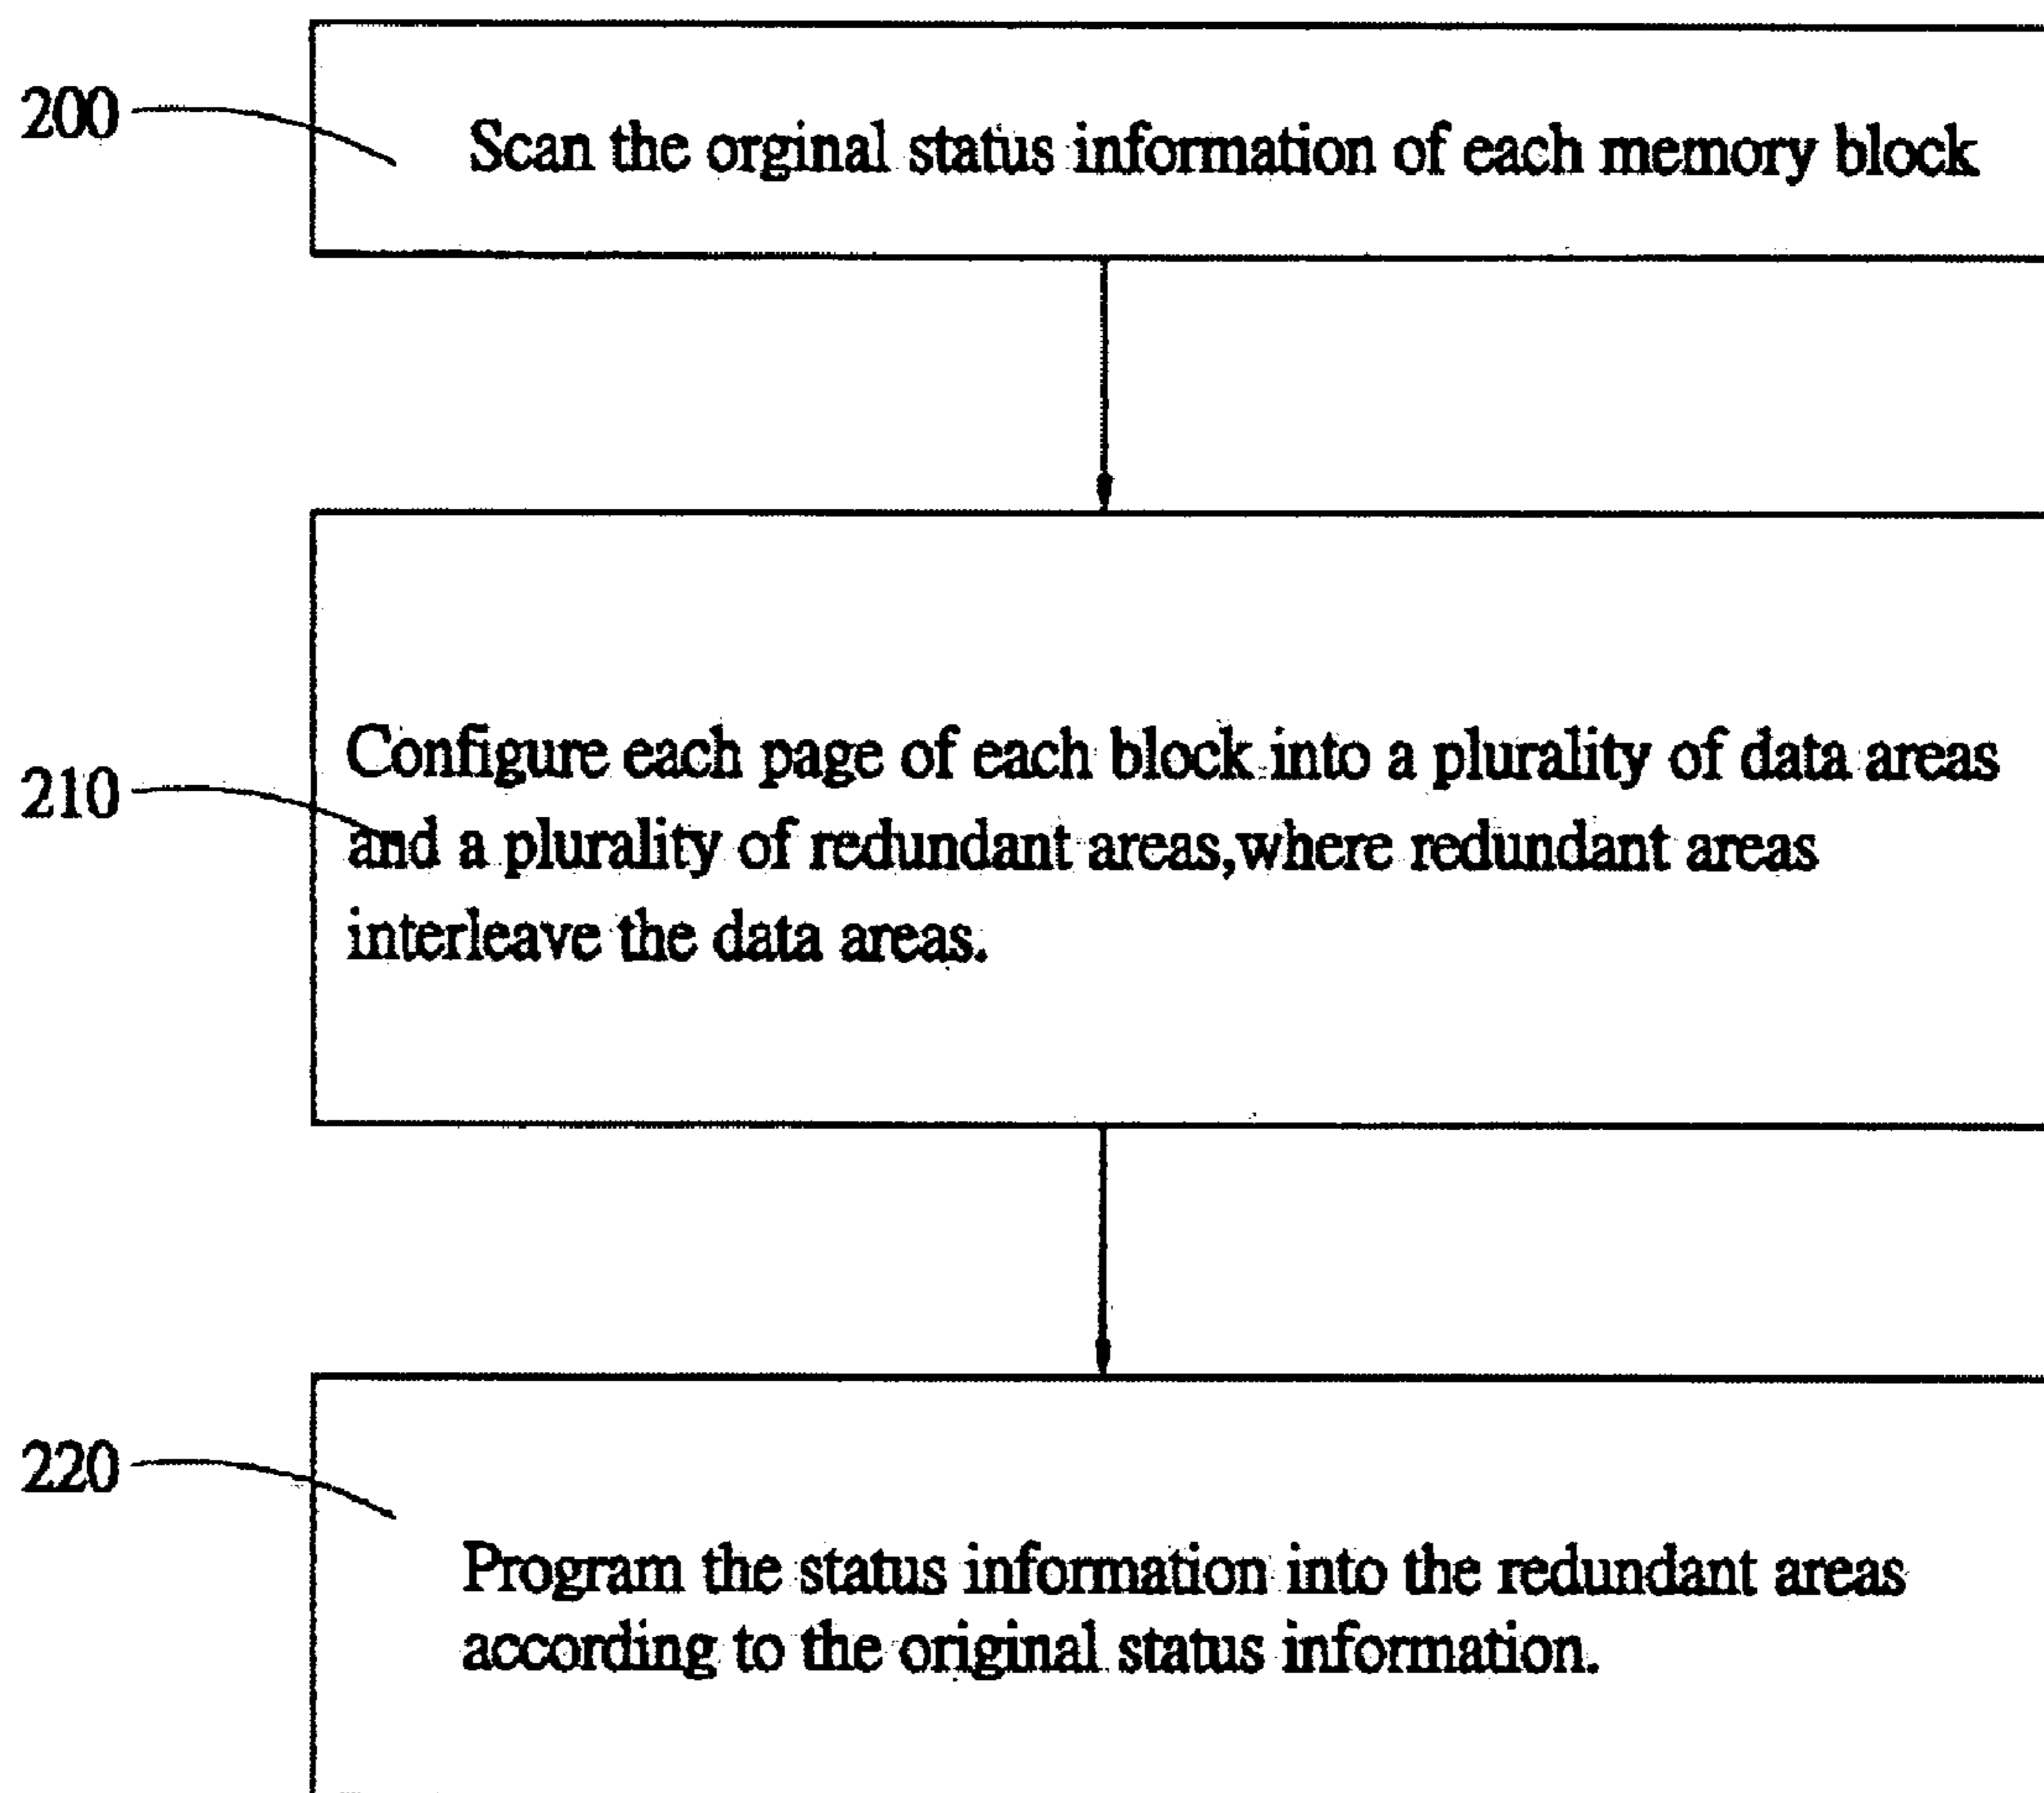 200
Scan the orginal status information of each memory block
Configure each page of each block into a plurality of data areas
210
and a plurality of redundant areas,where redundant areas
interleave the data areas.
220
Program the status information into the redundant areas
according to the original status information.